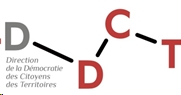 D D C T
Direction
de la Démocratie
des Citoyens
des Territoires